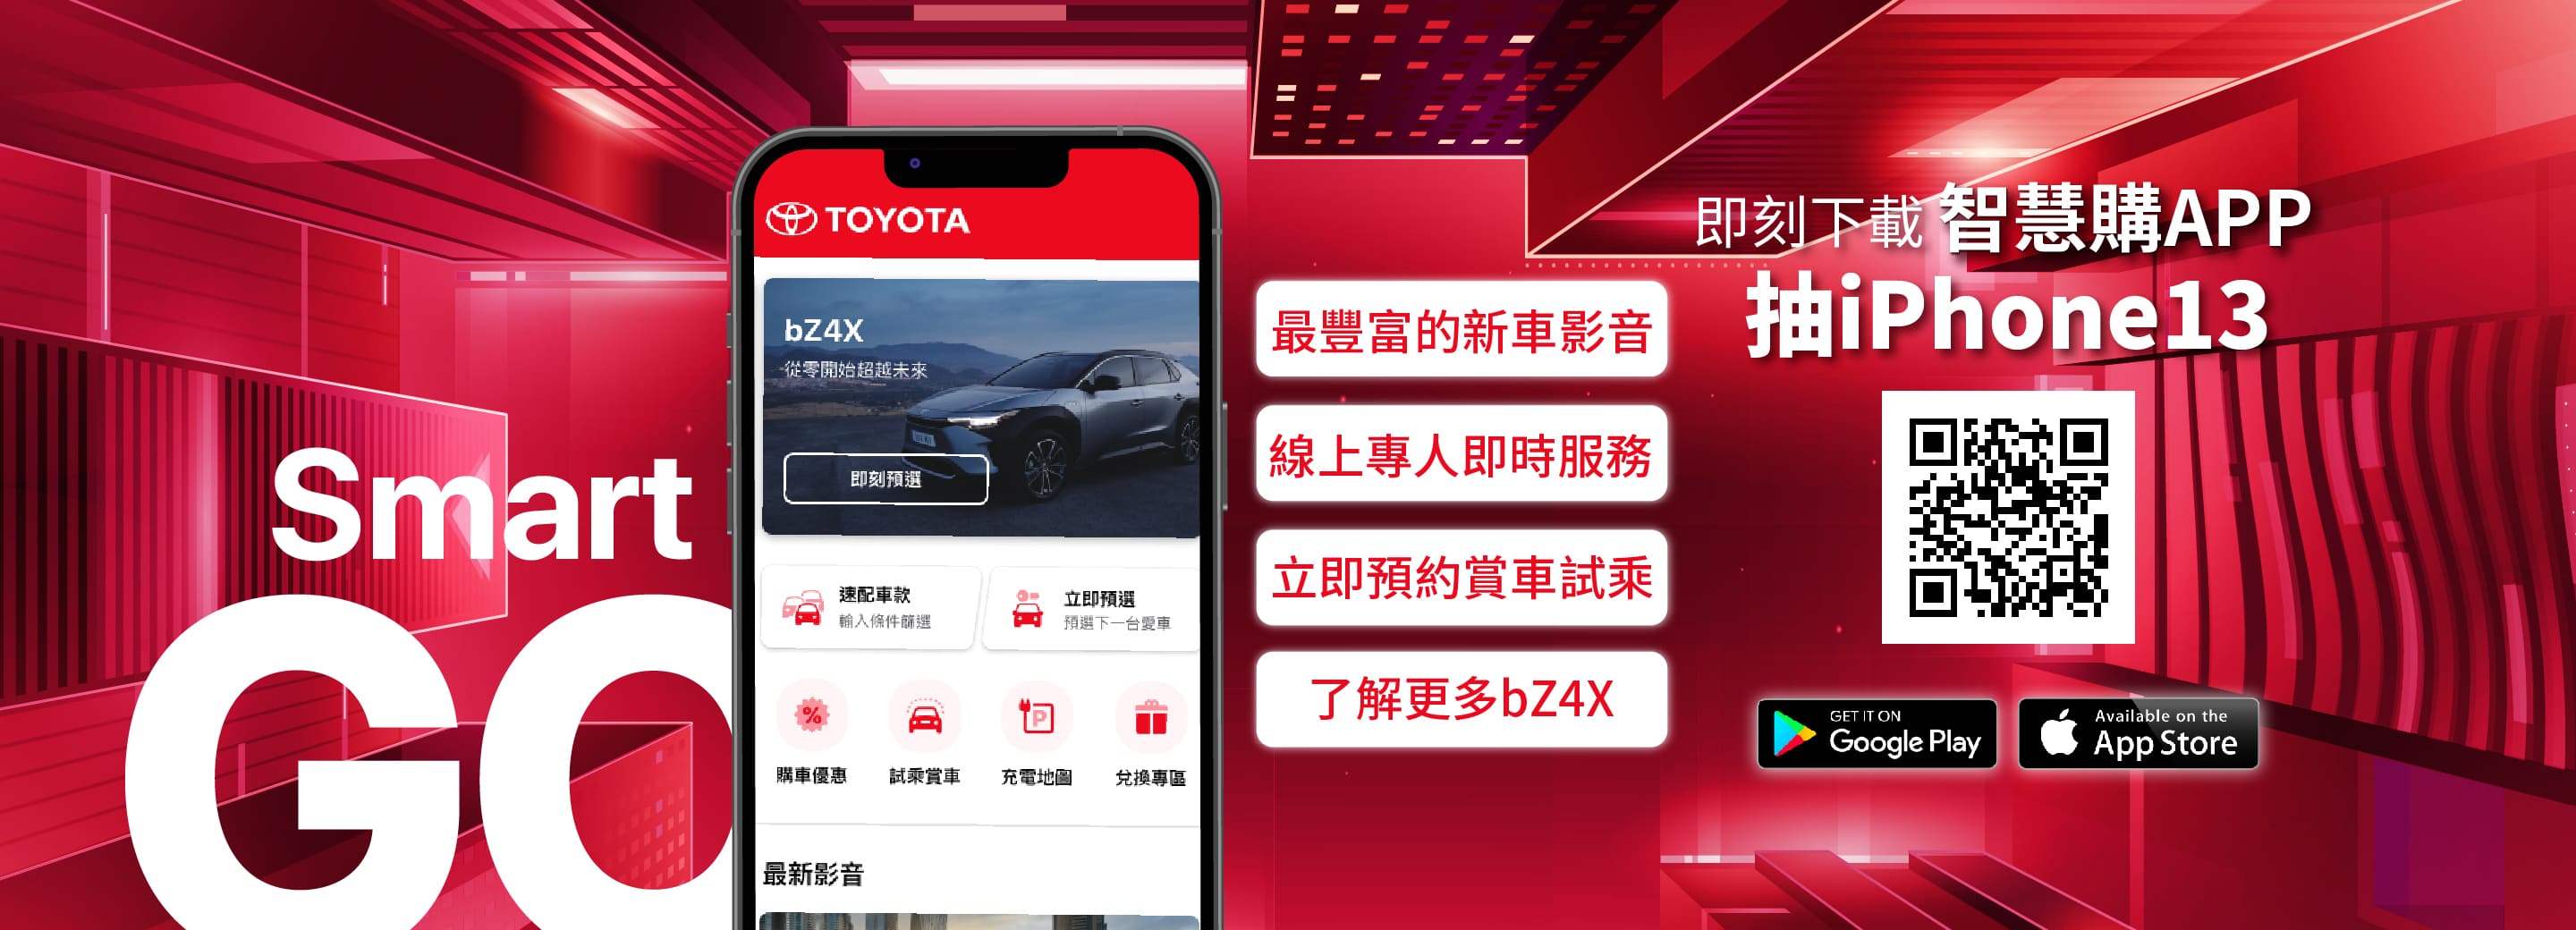 Smart
GO
TOYOTA
bZ4X
從零開始超越未來
即刻預選
速配車款
輸入條件篩選
立即預選
預選下一台愛車
%
P
購車優惠
試乘賞車
充電地圖
兌換專區
最新影音
最豐富的新車影音
線上專人即時服務
立即預約賞車試乘
了解更多bZ4X
即刻下載 智慧購APP
抽iPhone13
GET IT ON
Google Play
Available on the
App Store